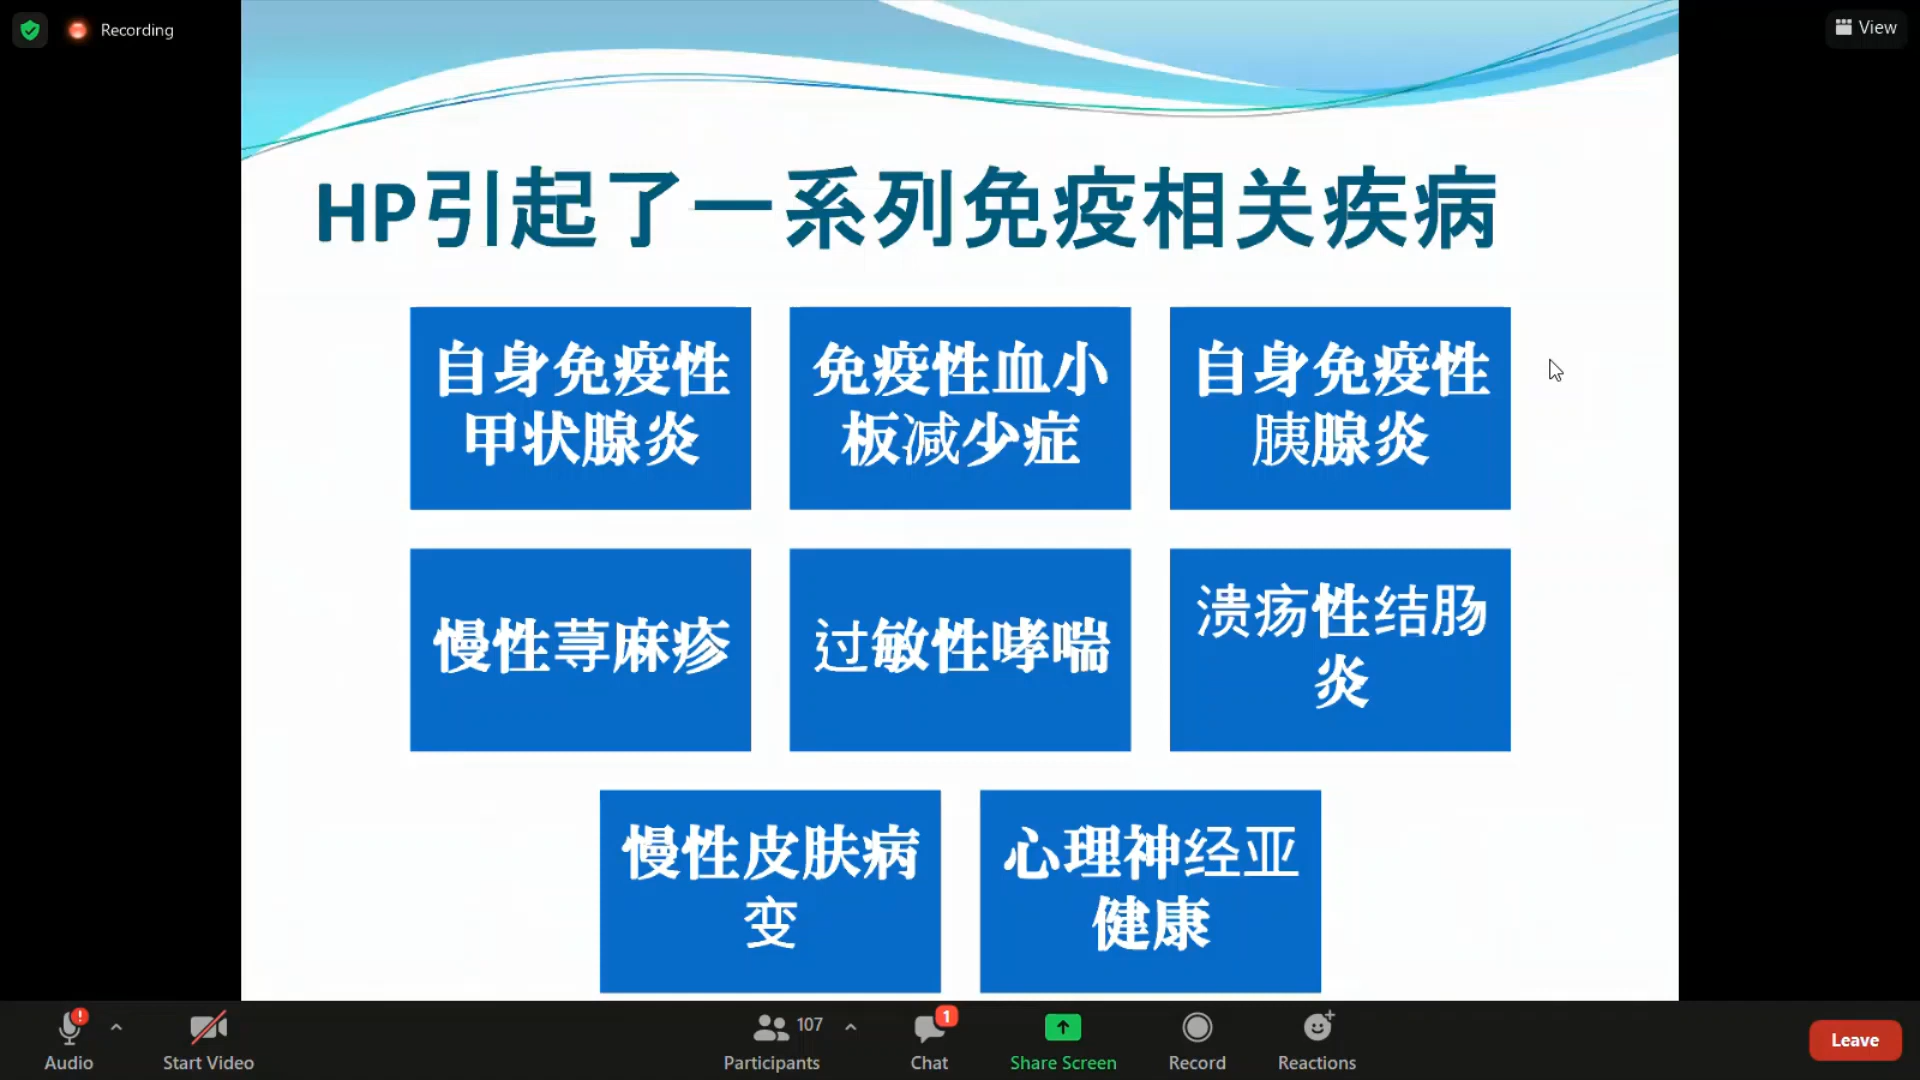 Recording
View
HP引起了一系列免疫相关疾病
自身免疫性
甲状腺炎
免疫性血小
板减少症
自身免疫性
胰腺炎
慢性荨麻疹
过敏性哮喘
溃疡性结肠
炎
慢性皮肤病
变
心理神经亚
健康
Audio
Start Video
107
Participants
1
Chat
Share Screen
Record
Reactions
Leave